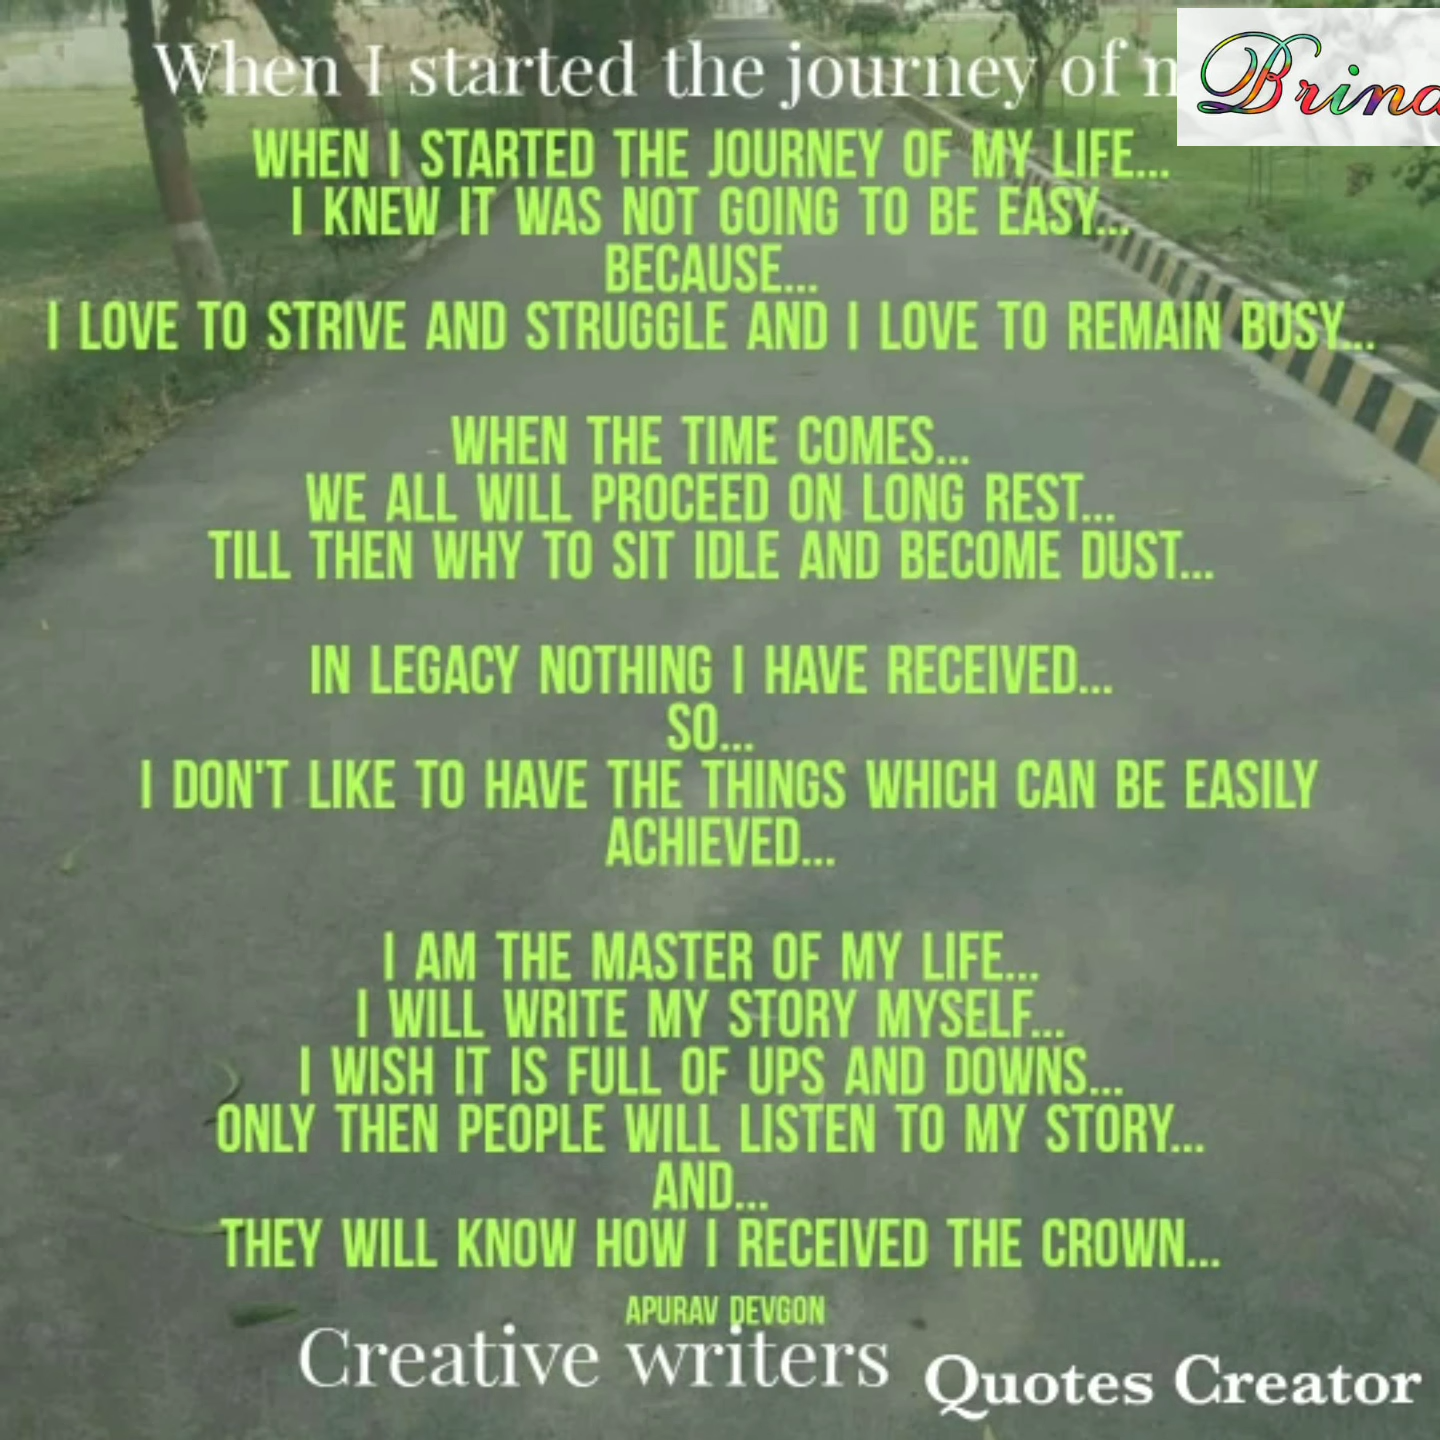 When I started the journey of
WHEN I STARTED THE JOURNEY OF MY LIFE...
I KNEW IT WAS NOT GOING TO BE EASY...
BECAUSE...
I LOVE TO STRIVE AND STRUGGLE AND I LOVE TO REMAIN BUSY...
WHEN THE TIME COMES...
WE ALL WILL PROCEED ON LONG REST...
TILL THEN WHY TO SIT IDLE AND BECOME DUST...
IN LEGACY NOTHING I HAVE RECEIVED...
SO...
I DON'T LIKE TO HAVE THE THINGS WHICH CAN BE EASILY
ACHIEVED...
I AM THE MASTER OF MY LIFE...
I WILL WRITE MY STORY MYSELF...
I WISH IT IS FULL OF UPS AND DOWNS...
ONLY THEN PEOPLE WILL LISTEN TO MY STORY...
AND...
THEY WILL KNOW HOW I RECEIVED THE CROWN...
APURAV DEVGON
Creative writers
Quotes Creator